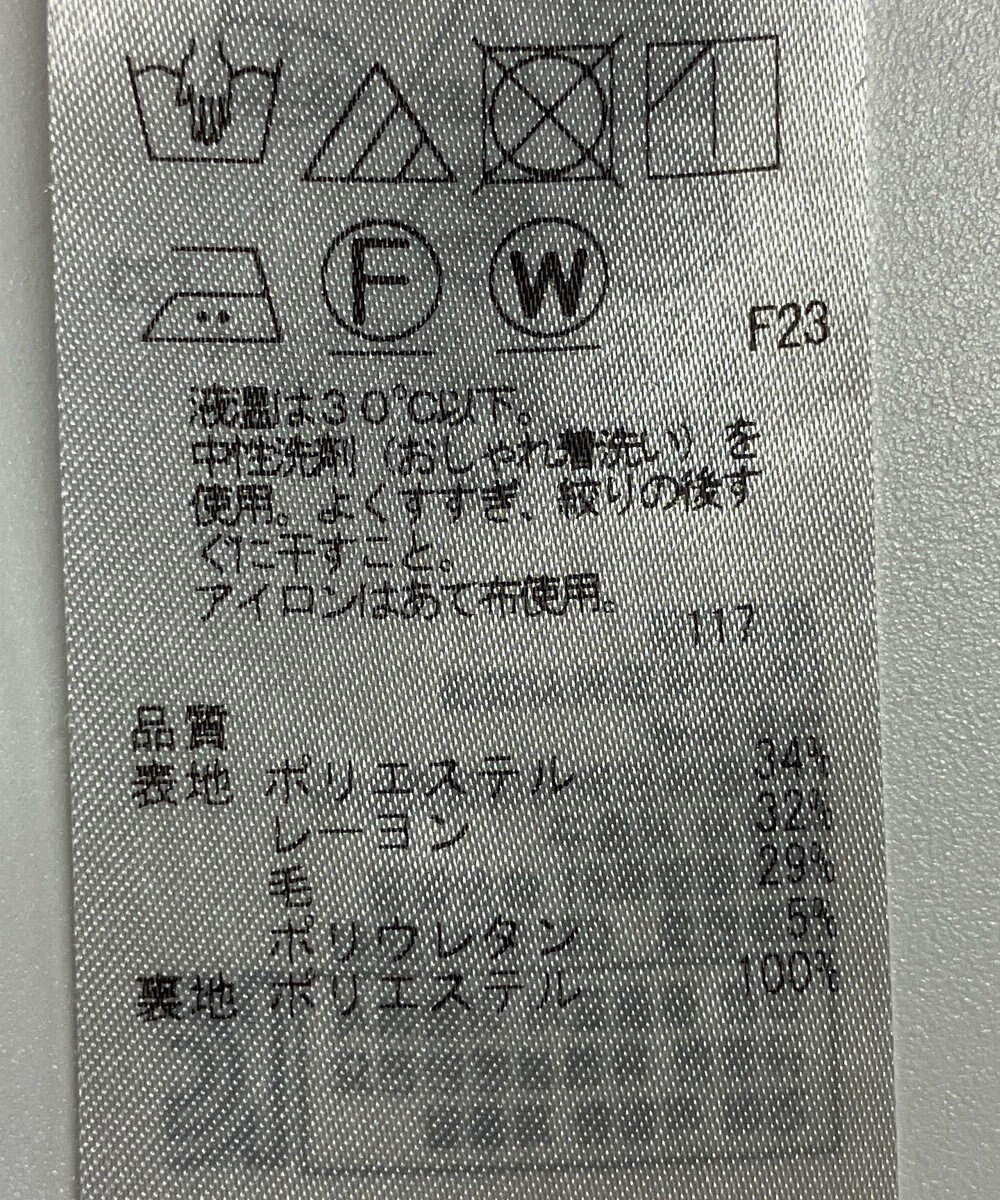 F W
F23
液温は30℃以下。
中性洗剤（おしゃれ着洗い）を
使用。よくすすぎ、絞りの後す
ぐに干すこと。
アイロンはあて布使用。
117
品質
表地 ポリエステル 34%
レーヨン 32%
毛 29%
ポリウレタン 5%
裏地 ポリエステル 100%